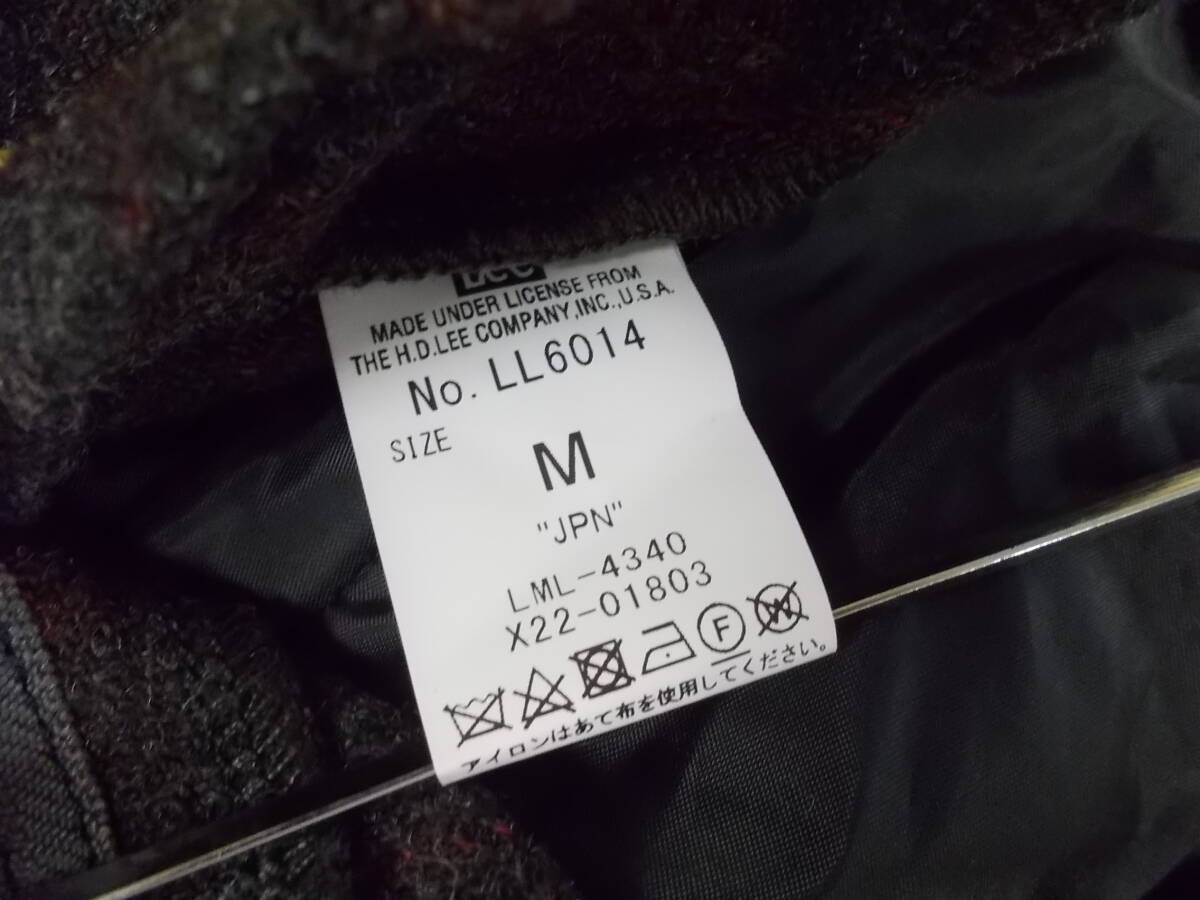 Lee
MADE UNDER LICENSE FROM
THE H.D.LEE COMPANY,INC.,U.S.A.
No. LL6014
SIZE
M
"JPN"
LML-4340
X22-01803
F W
アイロンはあて布を使用してください。